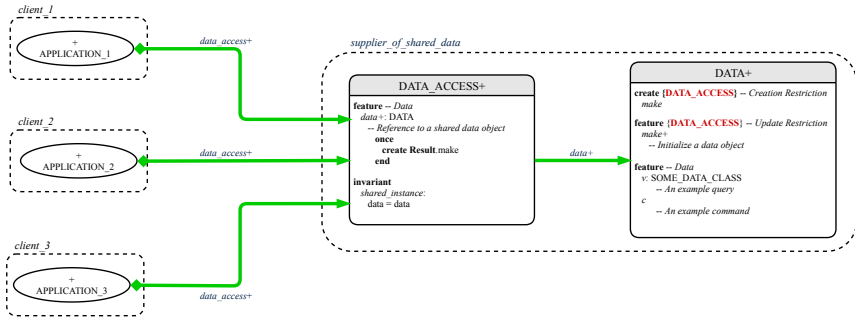 client_1
+
APPLICATION_1
data_access+
client_2
+
APPLICATION_2
data_access+
client_3
+
APPLICATION_3
data_access+
supplier_of_shared_data
DATA_ACCESS+
feature -- Data
data+: DATA
-- Reference to a shared data object
once
create Result.make
end
invariant
shared_instance:
data = data
data+
DATA+
create {DATA_ACCESS} -- Creation Restriction
make
feature {DATA_ACCESS} -- Update Restriction
make+
-- Initialize a data object
feature -- Data
v: SOME_DATA_CLASS
-- An example query
c
-- An example command